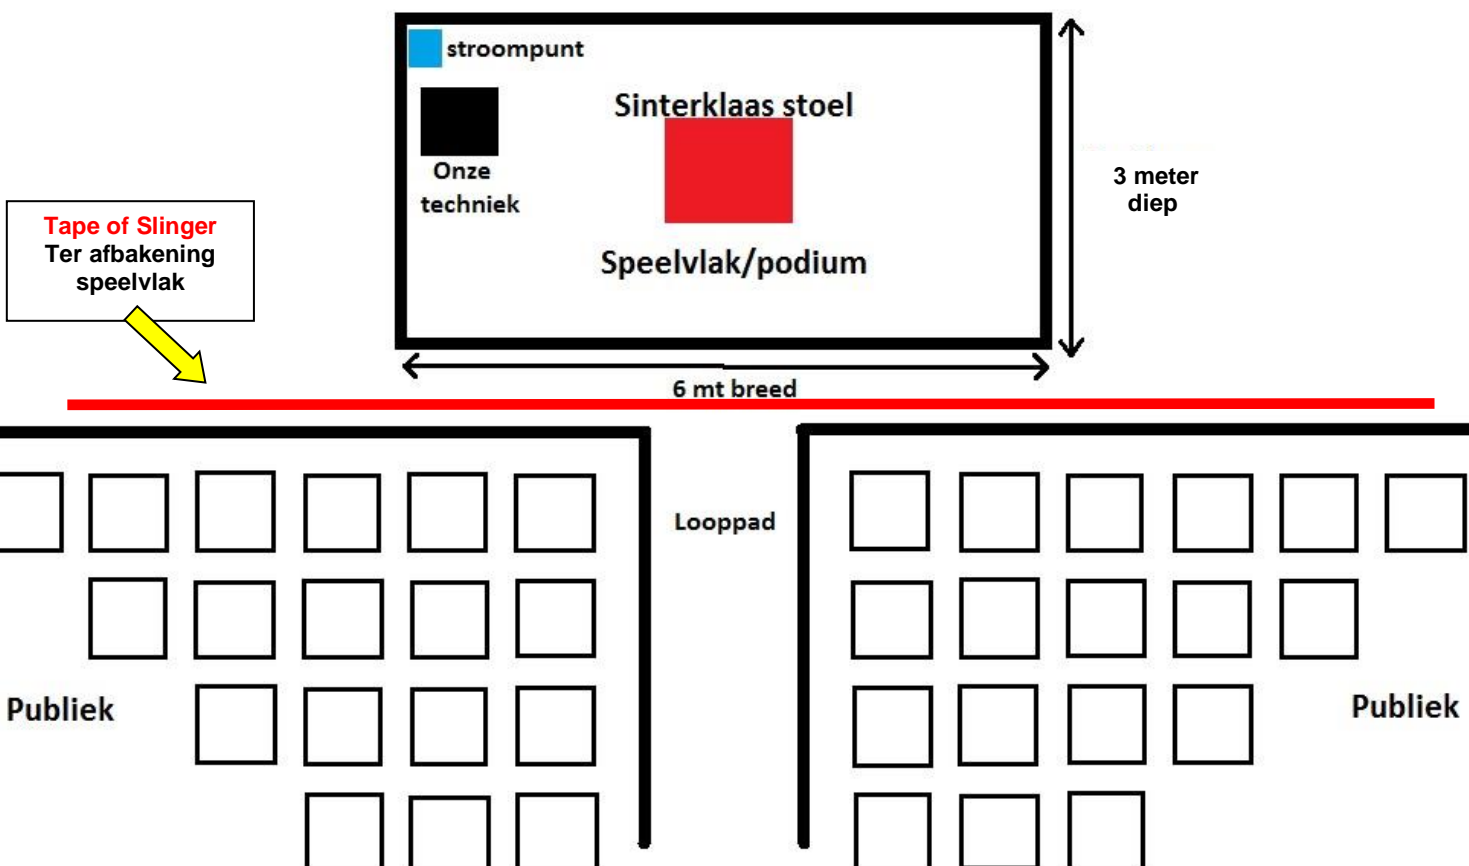 stroompunt
Sinterklaas stoel
Onze
techniek
3 meter
diep
Tape of Slinger
Ter afbakening
speelvlak
Speelvlak/podium
6 mt breed
Looppad
Publiek
Publiek